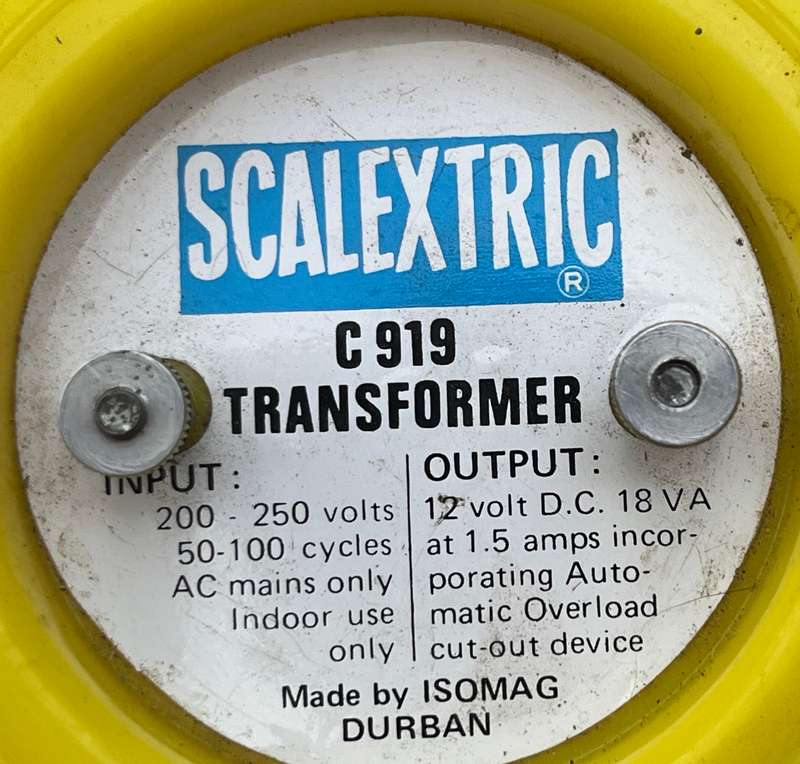 SCALEXTRIC
®
C 919
TRANSFORMER
INPUT:
200 - 250 volts
50-100 cycles
AC mains only
Indoor use
only
OUTPUT:
12 volt D.C. 18 VA
at 1.5 amps incor-
porating Auto-
matic Overload
cut-out device
Made by ISOMAG
DURBAN